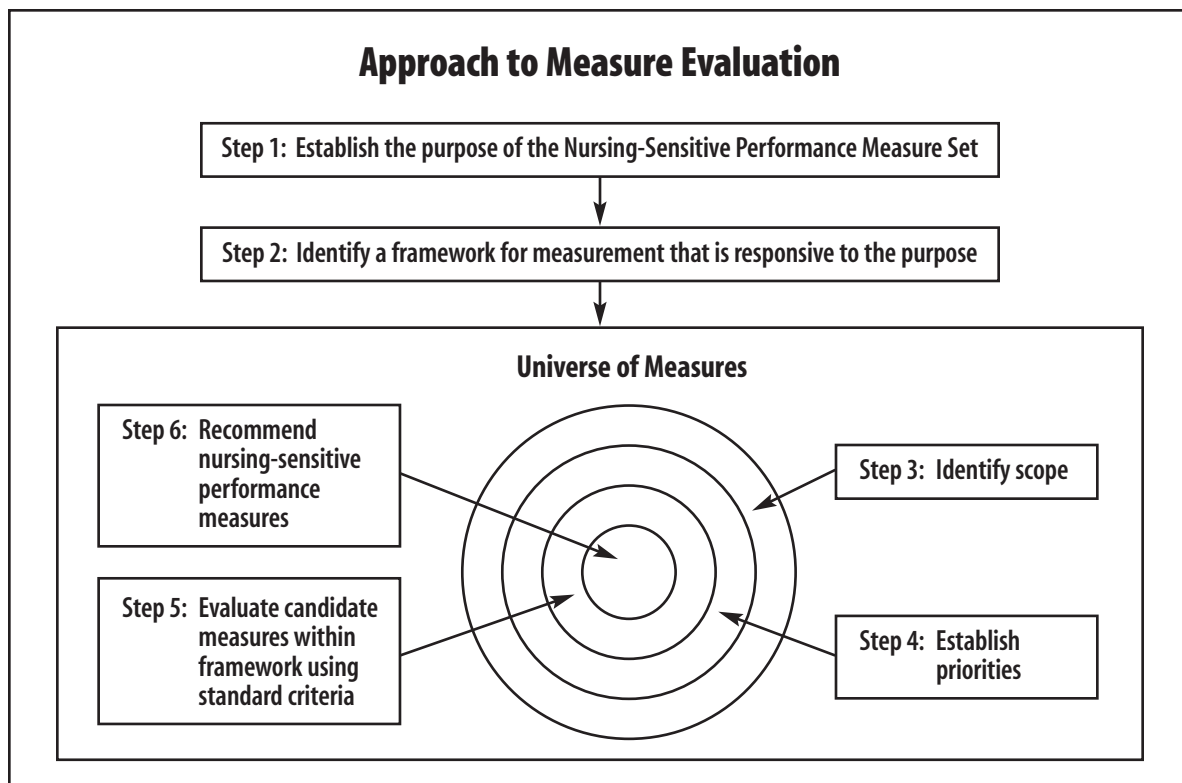 Approach to Measure Evaluation
Step 1: Establish the purpose of the Nursing-Sensitive Performance Measure Set
Step 2: Identify a framework for measurement that is responsive to the purpose
Universe of Measures
Step 3: Identify scope
Step 4: Establish
priorities
Step 5: Evaluate candidate
measures within
framework using
standard criteria
Step 6: Recommend
nursing-sensitive
performance
measures